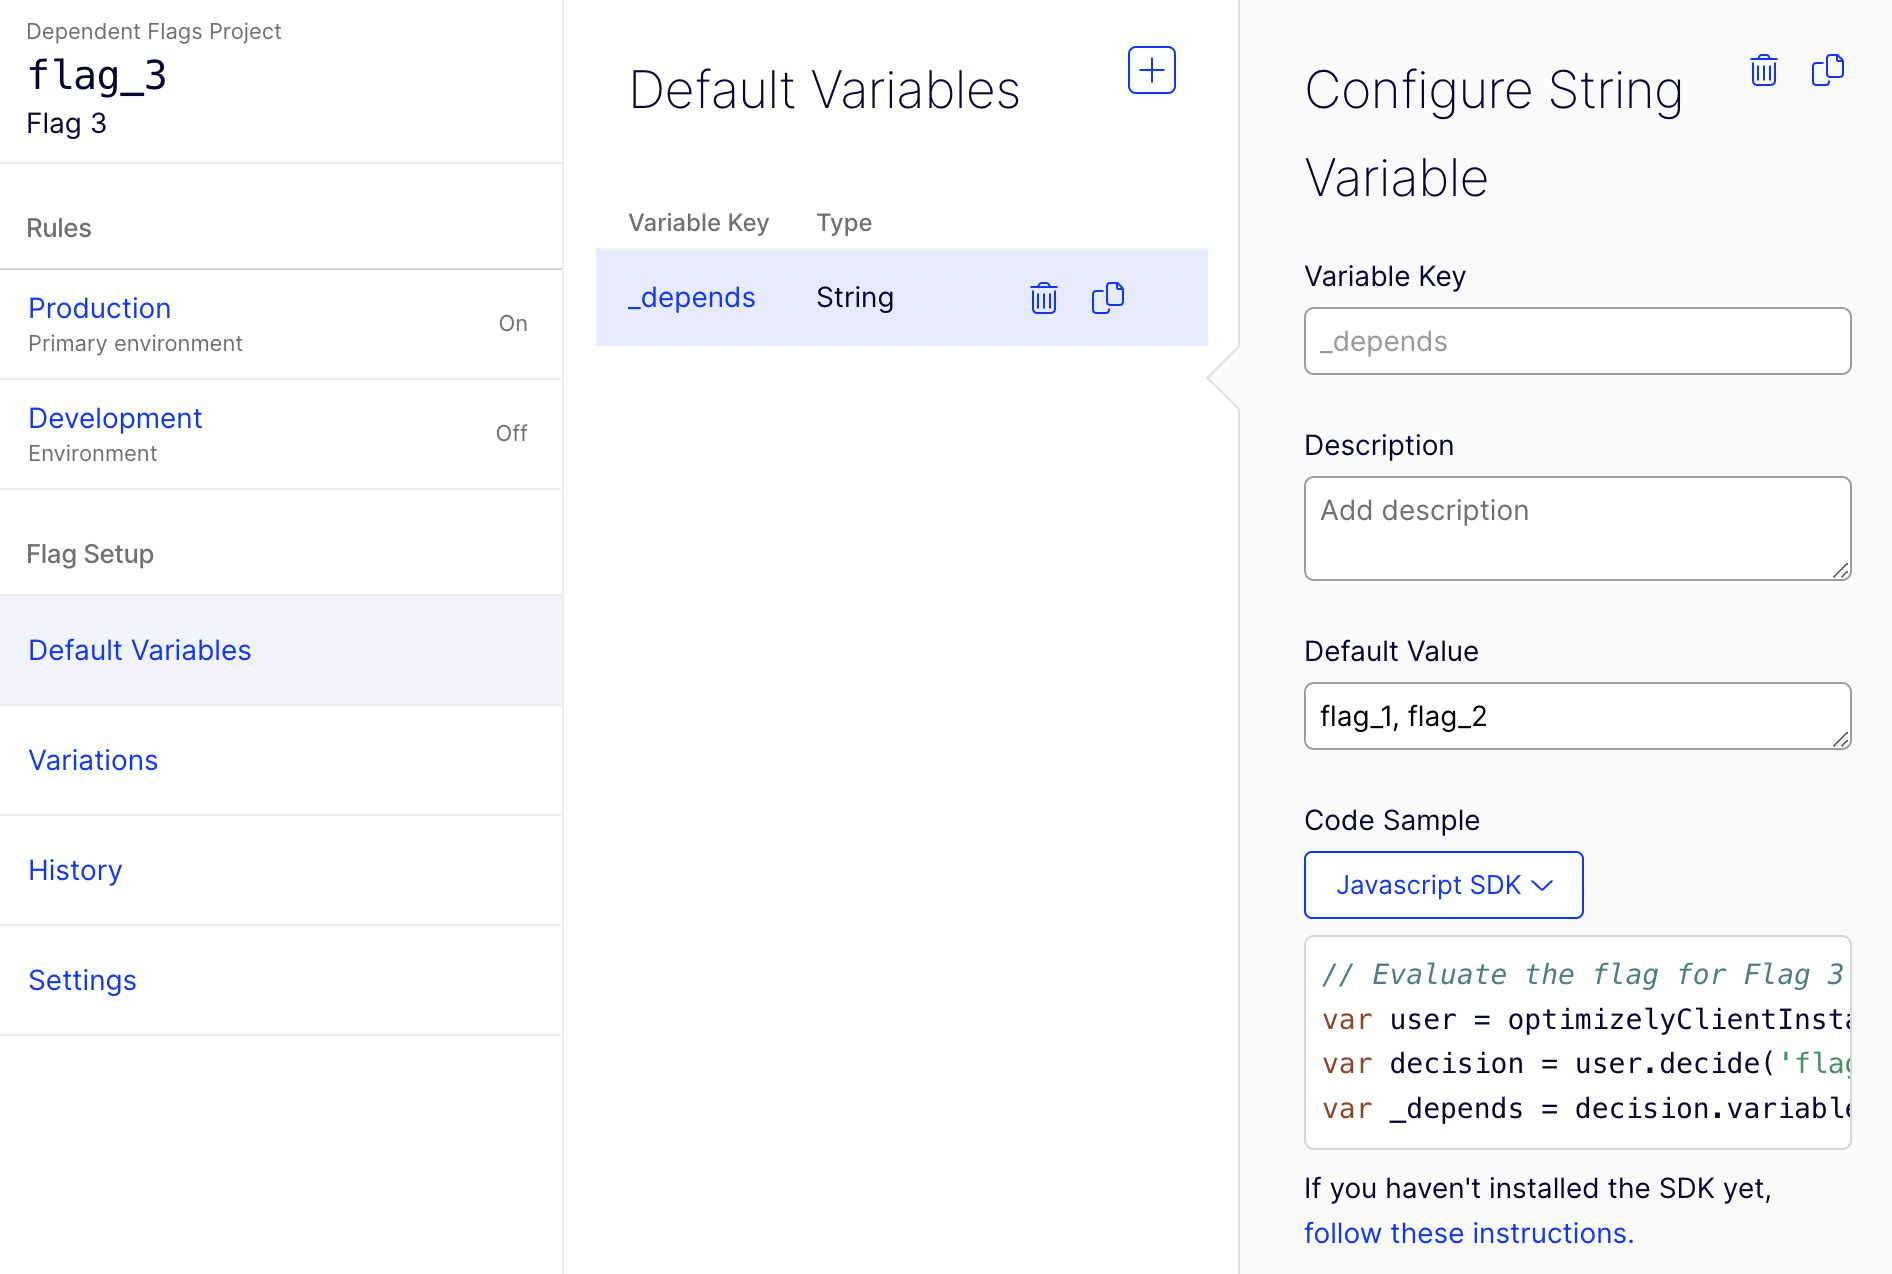 Dependent Flags Project
flag_3
Flag 3
Rules
Production
Primary environment
On
Development
Environment
Off
Flag Setup
Default Variables
Variations
History
Settings
Default Variables
Variable Key Type
_depends String
Configure String
Variable
Variable Key
_depends
Description
Add description
Default Value
flag_1, flag_2
Code Sample
Javascript SDK
// Evaluate the flag for Flag 3
var user = optimizelyClientInsta
var decision = user.decide('flag
var _depends = decision.variable
If you haven't installed the SDK yet,
follow these instructions.